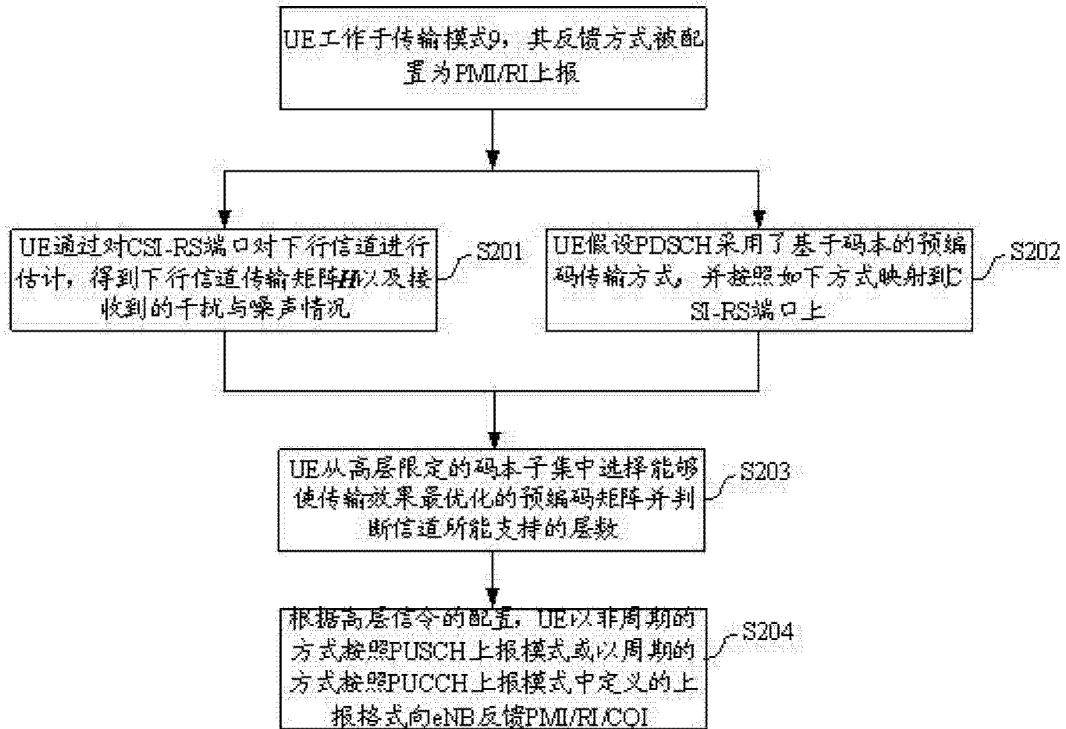 UE工作于传输模式9，其反馈方式被配
置为PMI/RI上报
UE通过对CSI-RS端口对下行信道进行
估计，得到下行信道传输矩阵H以及接
收到的干扰与噪声情况
S201
UE假设PDSCH采用了基于码本的预编
码传输方式，并按照如下方式映射到C
SI-RS端口上
S202
UE从高层限定的码本子集中选择能够
使传输效果最优化的预编码矩阵并判
断信道所能支持的层数
S203
根据高层信令的配置，UE以非周期的
方式按照PUSCH上报模式或以周期的
方式按照PUCCH上报模式中定义的上
报格式向eNB反馈PMI/RI/CQI
S204